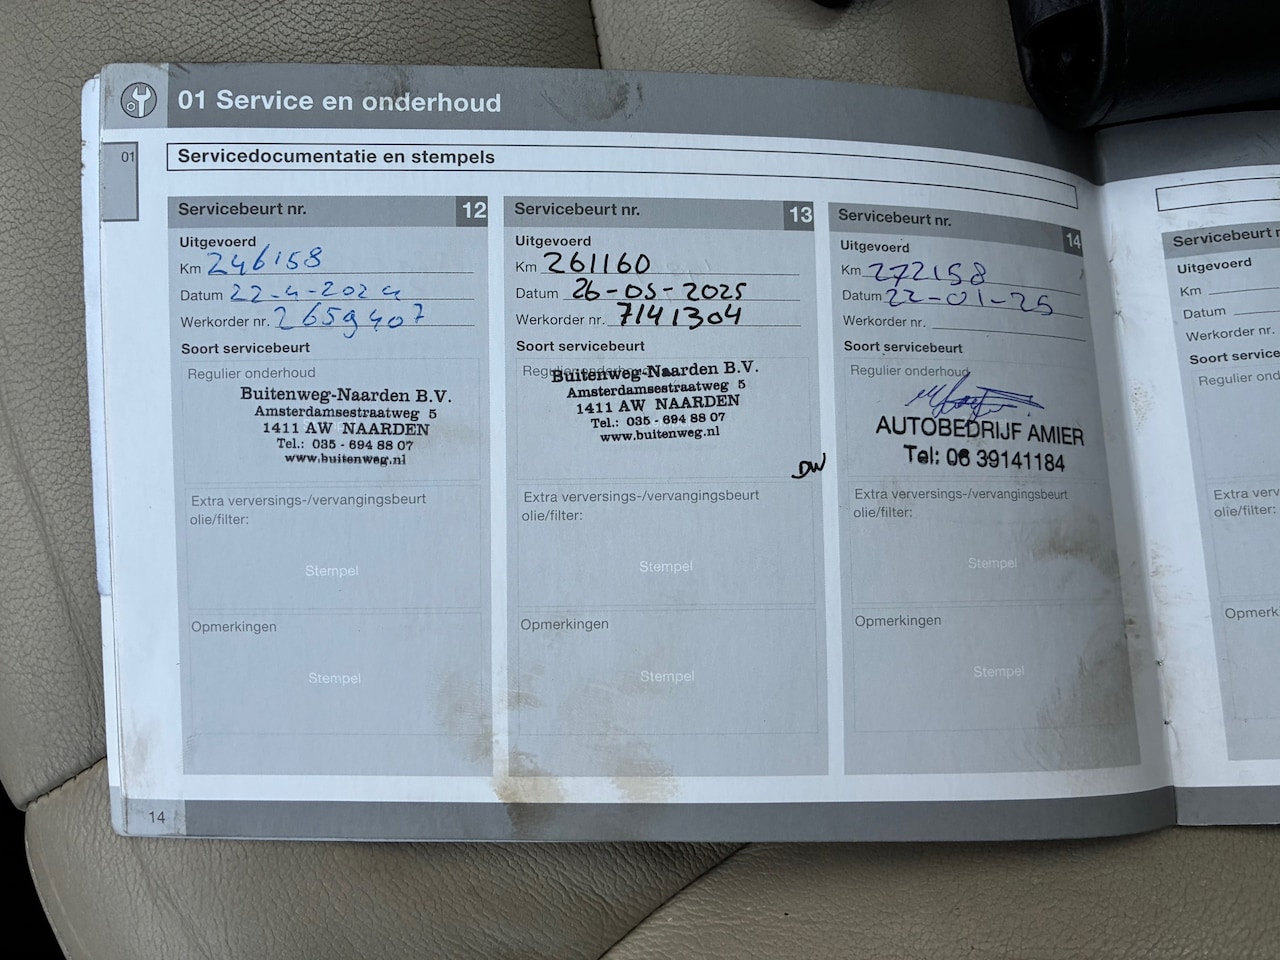 01 Service en onderhoud
01
Servicedocumentatie en stempels
Servicebeurt nr. 12
Uitgevoerd
Km 246158
Datum 22-4-2024
Werkorder nr. 2659407
Soort servicebeurt
Regulier onderhoud
Buitenweg-Naarden B.V.
Amsterdamsestraatweg 5
1411 AW NAARDEN
Tel.: 035 - 694 88 07
www.buitenweg.nl
Extra verversings-/vervangingsbeurt
olie/filter:
Stempel
Opmerkingen
Stempel
Servicebeurt nr. 13
Uitgevoerd
Km 261160
Datum 26-05-2025
Werkorder nr. 7141304
Soort servicebeurt
Regulier onderhoud
Buitenweg-Naarden B.V.
Amsterdamsestraatweg 5
1411 AW NAARDEN
Tel.: 035 - 694 88 07
www.buitenweg.nl
DW
Extra verversings-/vervangingsbeurt
olie/filter:
Stempel
Opmerkingen
Stempel
Servicebeurt nr. 14
Uitgevoerd
Km 272158
Datum 22-01-25
Werkorder nr.
Soort servicebeurt
Regulier onderhoud
AUTOBEDRIJF AMIER
Tel: 06 39141184
Extra verversings-/vervangingsbeurt
olie/filter:
Stempel
Opmerkingen
Stempel
14
Servicebeurt
Uitgevoerd
Km
Datum
Werkorder nr.
Soort service
Regulier ond
Extra ver
olie/filter:
Opmerk